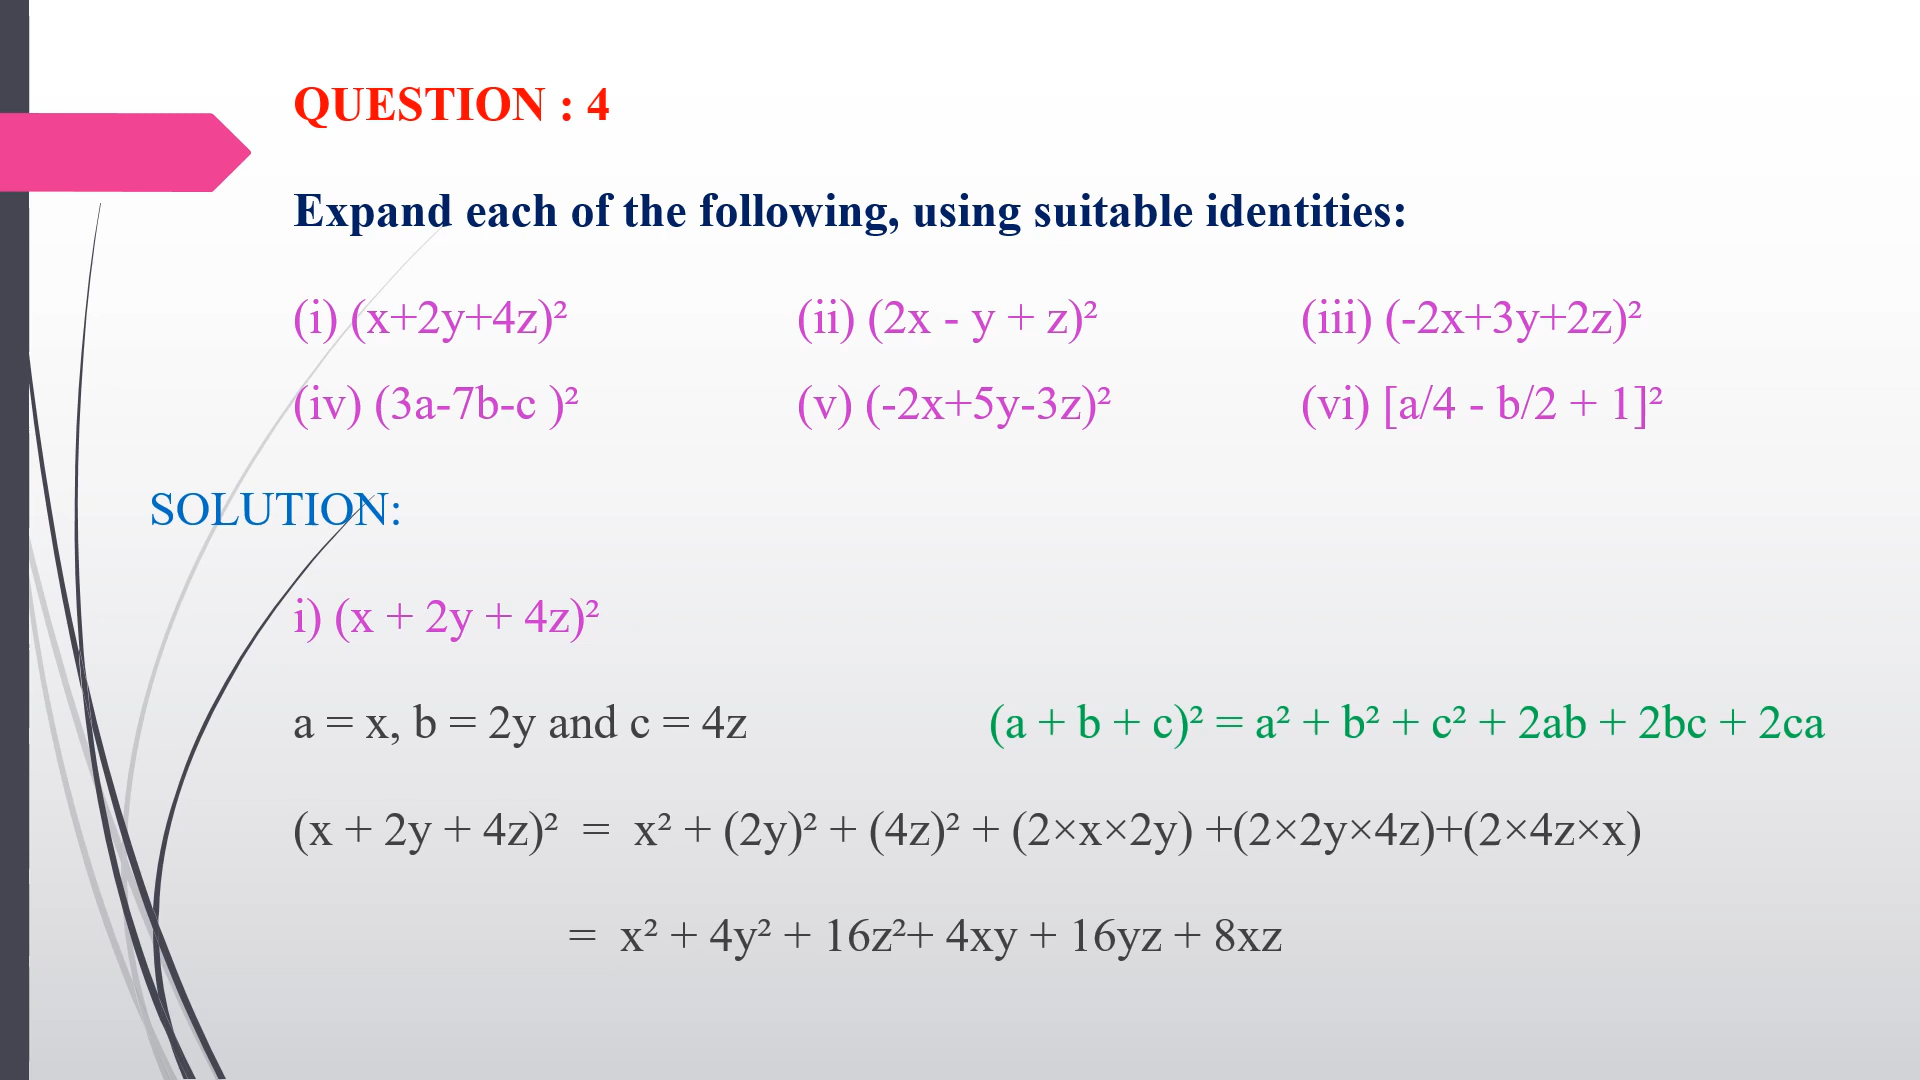 QUESTION : 4
Expand each of the following, using suitable identities:
(i) (x+2y+4z)² (ii) (2x - y + z)² (iii) (-2x+3y+2z)²
(iv) (3a-7b-c )² (v) (-2x+5y-3z)² (vi) [a/4 - b/2 + 1]²
SOLUTION:
i) (x + 2y + 4z)²
a = x, b = 2y and c = 4z (a + b + c)² = a² + b² + c² + 2ab + 2bc + 2ca
(x + 2y + 4z)² = x² + (2y)² + (4z)² + (2×x×2y) +(2×2y×4z)+(2×4z×x)
= x² + 4y² + 16z²+ 4xy + 16yz + 8xz